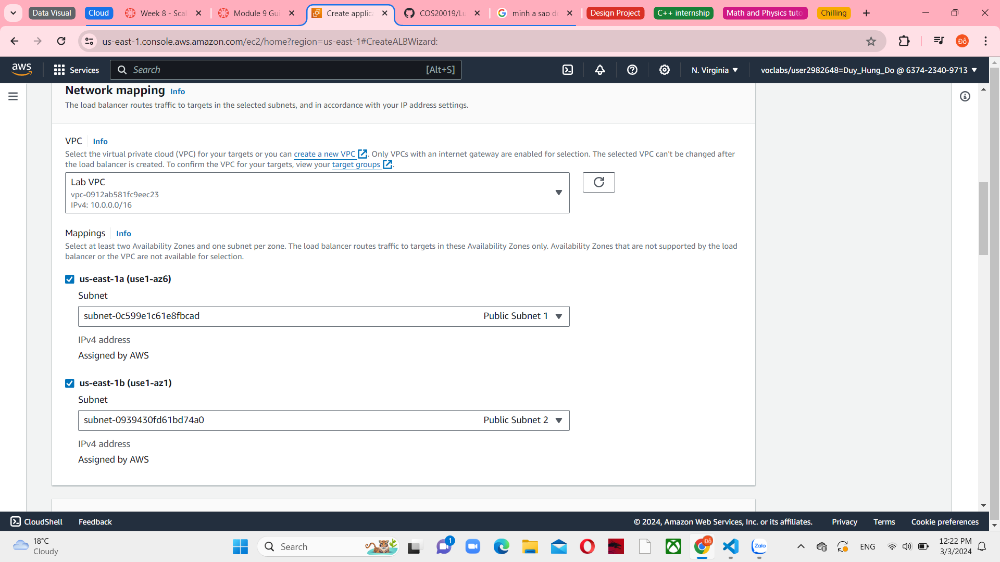 Data Visual
Cloud
Week 8 - Scal
Module 9 Gui
Create applica
COS20019/Lu
minh a sao dc
Design Project
C++ internship
Math and Physics tuto
Chilling
us-east-1.console.aws.amazon.com/ec2/home?region=us-east-1#CreateALBWizard:
Đỗ
aws
Services
Search
[Alt+S]
N. Virginia
voclabs/user2982648=Duy_Hung_Do @ 6374-2340-9713
Network mapping Info
The load balancer routes traffic to targets in the selected subnets, and in accordance with your IP address settings.
VPC Info
Select the virtual private cloud (VPC) for your targets or you can create a new VPC. Only VPCs with an internet gateway are enabled for selection. The selected VPC can't be changed after
the load balancer is created. To confirm the VPC for your targets, view your target groups.
Lab VPC
vpc-0912ab581fc9eec23
IPv4: 10.0.0.0/16
Mappings Info
Select at least two Availability Zones and one subnet per zone. The load balancer routes traffic to targets in these Availability Zones only. Availability Zones that are not supported by the load
balancer or the VPC are not available for selection.
us-east-1a (use1-az6)
Subnet
subnet-0c599e1c61e8fbcad Public Subnet 1
IPv4 address
Assigned by AWS
us-east-1b (use1-az1)
Subnet
subnet-0939430fd61bd74a0 Public Subnet 2
IPv4 address
Assigned by AWS
CloudShell
Feedback
© 2024, Amazon Web Services, Inc. or its affiliates.
Privacy
Terms
Cookie preferences
18°C
Cloudy
Search
1
Đỗ
Zalo
ENG
12:22 PM
3/3/2024